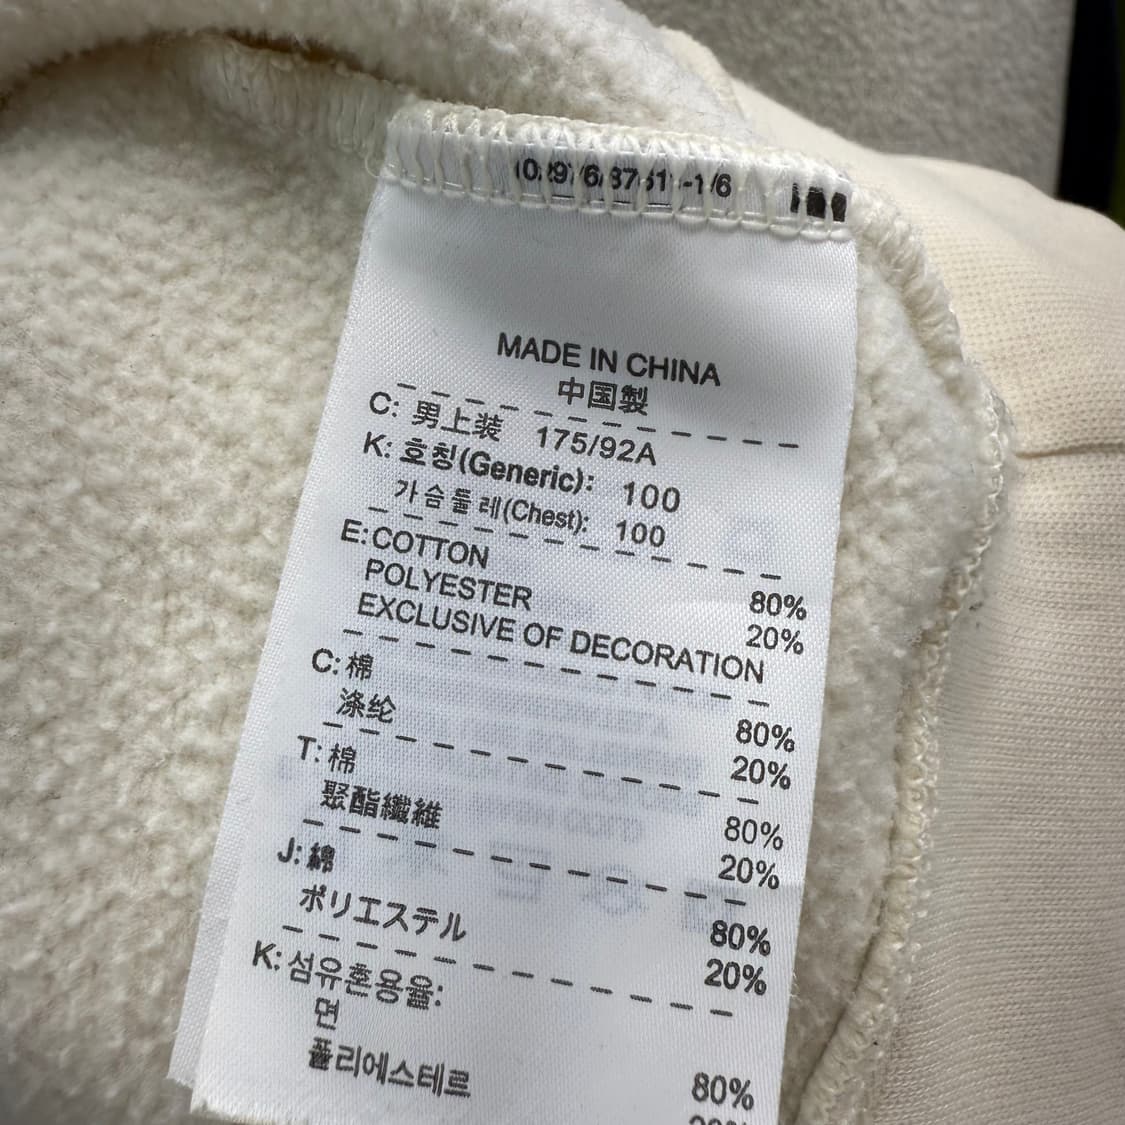 MADE IN CHINA
中国製
C: 男上装 175/92A
K: 호칭(Generic): 100
가슴둘레(Chest): 100
E: COTTON 80%
POLYESTER 20%
EXCLUSIVE OF DECORATION
C: 棉 80%
涤纶 20%
T: 棉 80%
聚酯纖維 20%
J: 綿 80%
ポリエステル 20%
K: 섬유혼용율:
면 80%
폴리에스테르